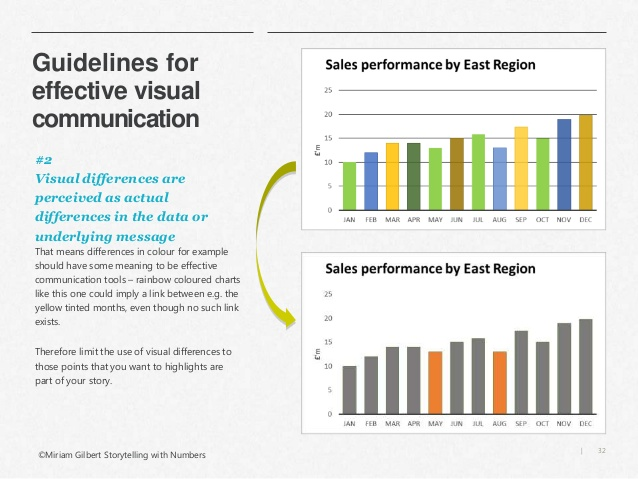 Guidelines for
effective visual
communication
#2
Visual differences are
perceived as actual
differences in the data or
underlying message
That means differences in colour for example
should have some meaning to be effective
communication tools – rainbow coloured charts
like this one could imply a link between e.g. the
yellow tinted months, even though no such link
exists.
Therefore limit the use of visual differences to
those points that you want to highlights are
part of your story.
©Miriam Gilbert Storytelling with Numbers
Sales performance by East Region
25
20
15
10
5
0
£'m
JAN FEB MAR APR MAY JUN JUL AUG SEP OCT NOV DEC
Sales performance by East Region
25
20
15
10
5
0
£'m
JAN FEB MAR APR MAY JUN JUL AUG SEP OCT NOV DEC
| 32